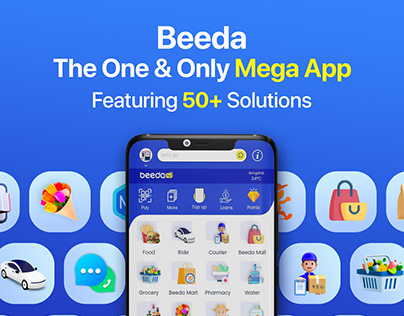 Beeda
The One & Only Mega App
Featuring 50+ Solutions
beeda
24°C
Pay More Top up Loans Points
Food Ride Courier Beeda Mall
Grocery Beeda Mart Pharmacy Water